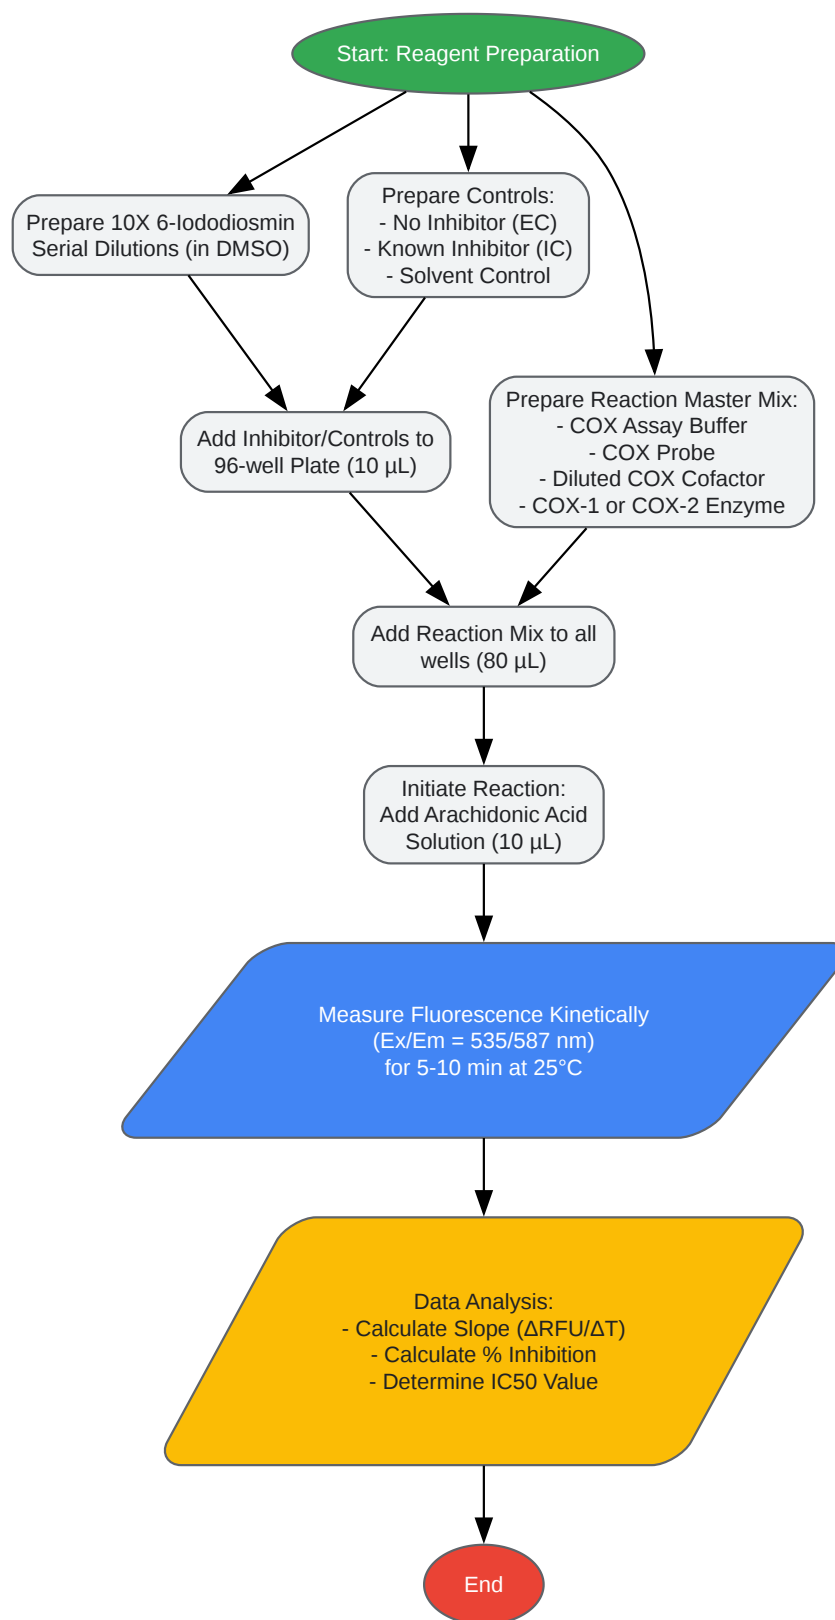 Start: Reagent Preparation
Prepare 10X 6-Iododiosmin
Serial Dilutions (in DMSO)
Prepare Controls:
- No Inhibitor (EC)
- Known Inhibitor (IC)
- Solvent Control
Prepare Reaction Master Mix:
- COX Assay Buffer
- COX Probe
- Diluted COX Cofactor
- COX-1 or COX-2 Enzyme
Add Inhibitor/Controls to
96-well Plate (10 µL)
Add Reaction Mix to all
wells (80 µL)
Initiate Reaction:
Add Arachidonic Acid
Solution (10 µL)
Measure Fluorescence Kinetically
(Ex/Em = 535/587 nm)
for 5-10 min at 25°C
Data Analysis:
- Calculate Slope (ΔRFU/ΔT)
- Calculate % Inhibition
- Determine IC50 Value
End